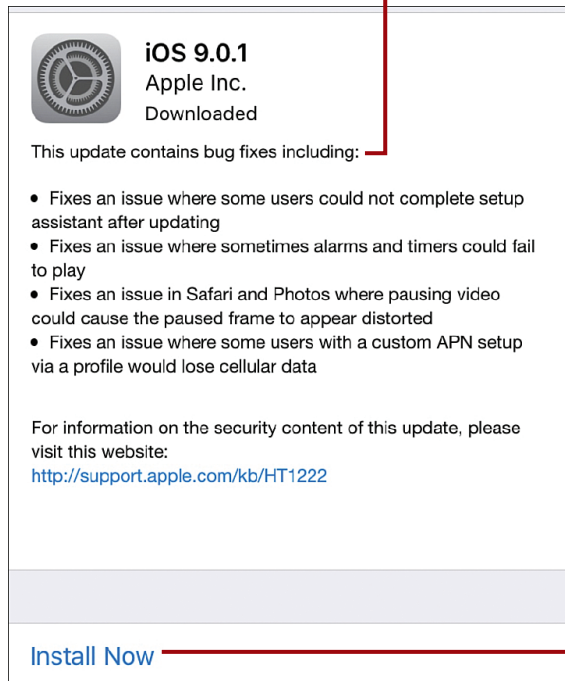 iOS 9.0.1
Apple Inc.
Downloaded
This update contains bug fixes including:
• Fixes an issue where some users could not complete setup
assistant after updating
• Fixes an issue where sometimes alarms and timers could fail
to play
• Fixes an issue in Safari and Photos where pausing video
could cause the paused frame to appear distorted
• Fixes an issue where some users with a custom APN setup
via a profile would lose cellular data
For information on the security content of this update, please
visit this website:
http://support.apple.com/kb/HT1222
Install Now